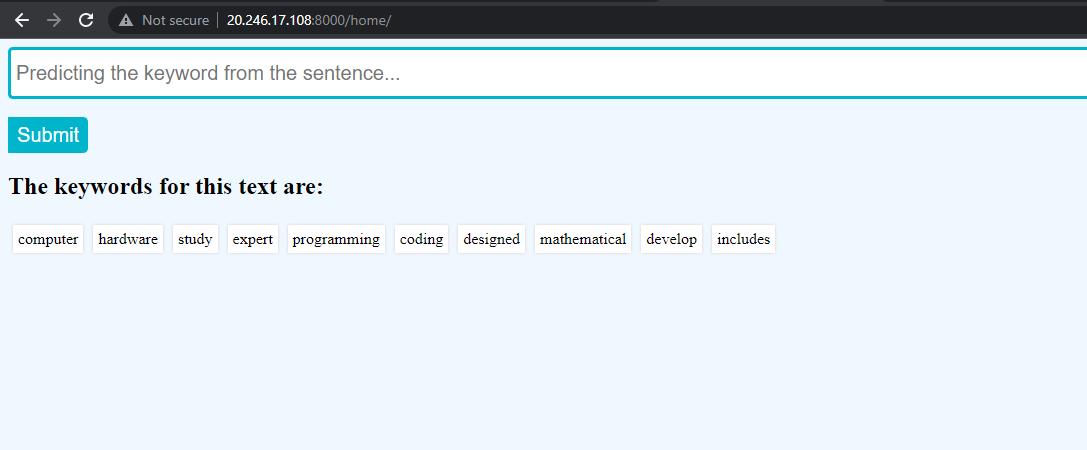 Not secure | 20.246.17.108:8000/home/
Predicting the keyword from the sentence...
Submit
The keywords for this text are:
computer hardware study expert programming coding designed mathematical develop includes